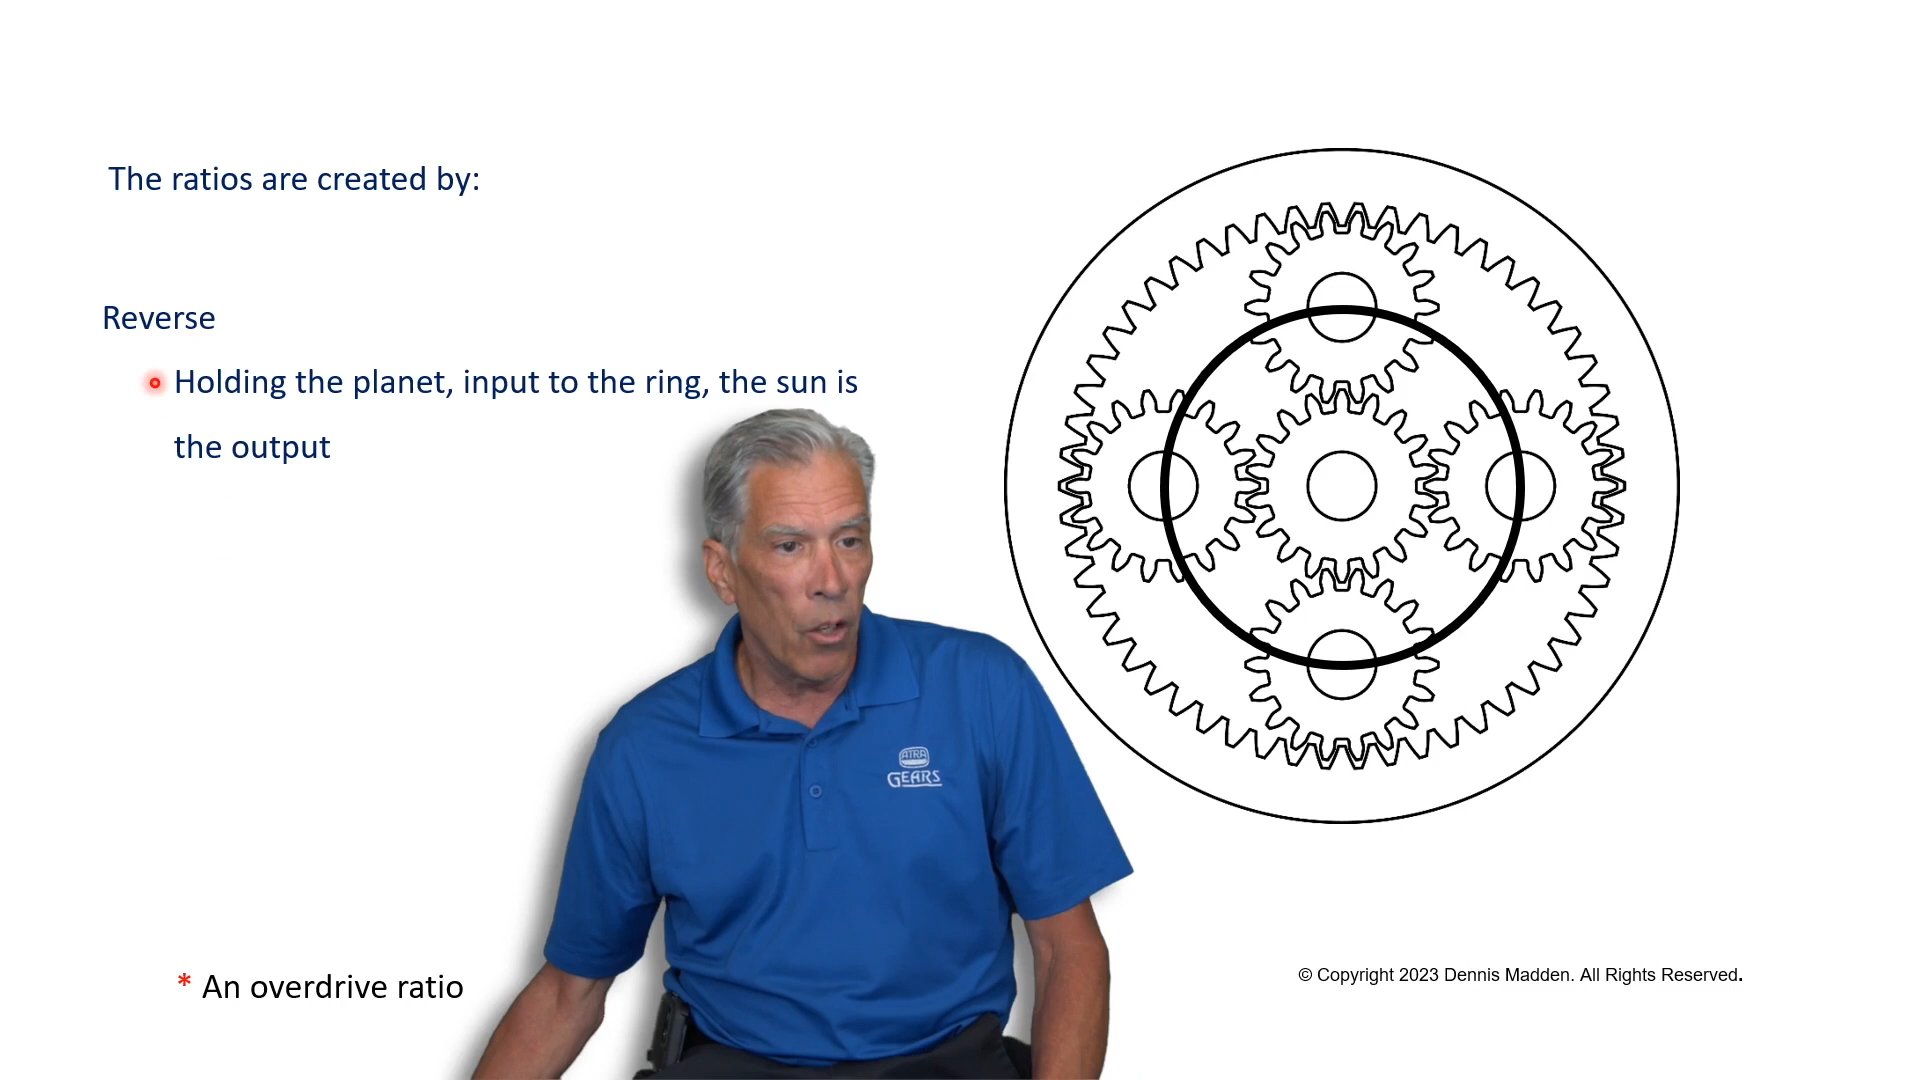 The ratios are created by:
Reverse
Holding the planet, input to the ring, the sun is
the output
ATRA
GEARS
* An overdrive ratio
© Copyright 2023 Dennis Madden. All Rights Reserved.